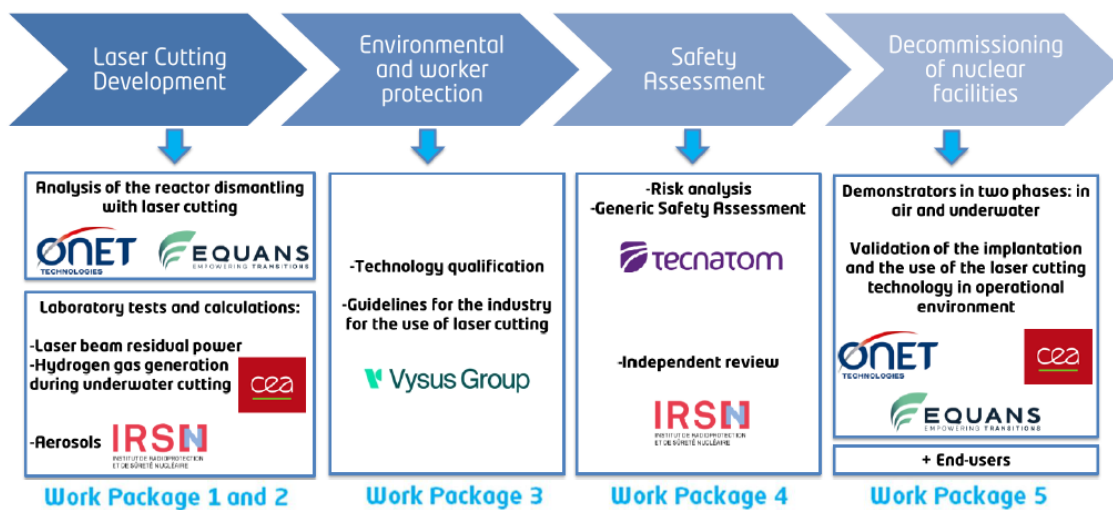 Laser Cutting
Development
Environmental
and worker
protection
Safety
Assessment
Decommissioning
of nuclear
facilities
Analysis of the reactor dismantling
with laser cutting
ONET
TECHNOLOGIES
EQUANS
EMPOWERING TRANSITIONS
Laboratory tests and calculations:
-Laser beam residual power
-Hydrogen gas generation
during underwater cutting
cea
-Aerosols
IRSN
INSTITUT DE RADIOPROTECTION
ET DE SÛRETÉ NUCLÉAIRE
Work Package 1 and 2
-Technology qualification
-Guidelines for the industry
for the use of laser cutting
Vysus Group
Work Package 3
-Risk analysis
-Generic Safety Assessment
tecnatom
-Independent review
IRSN
INSTITUT DE RADIOPROTECTION
ET DE SÛRETÉ NUCLÉAIRE
Work Package 4
Demonstrators in two phases: in
air and underwater
Validation of the implantation
and the use of the laser cutting
technology in operational
environment
ONET
TECHNOLOGIES
cea
EQUANS
EMPOWERING TRANSITIONS
+ End-users
Work Package 5